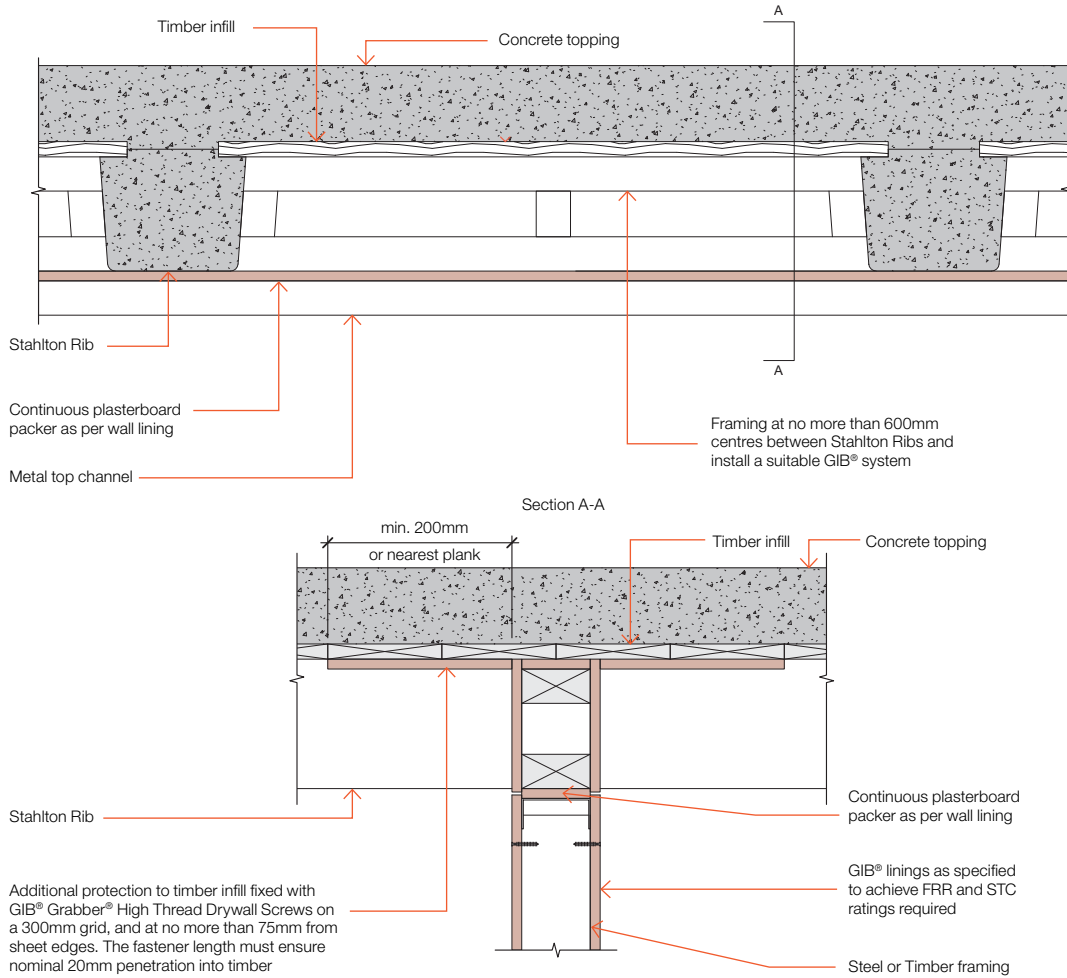 A
Timber infill
Concrete topping
Stahlton Rib
A
Continuous plasterboard
packer as per wall lining
Framing at no more than 600mm
centres between Stahlton Ribs and
install a suitable GIB® system
Metal top channel
Section A-A
min. 200mm
or nearest plank
Timber infill
Concrete topping
Stahlton Rib
Continuous plasterboard
packer as per wall lining
GIB® linings as specified
to achieve FRR and STC
ratings required
Additional protection to timber infill fixed with
GIB® Grabber® High Thread Drywall Screws on
a 300mm grid, and at no more than 75mm from
sheet edges. The fastener length must ensure
nominal 20mm penetration into timber
Steel or Timber framing